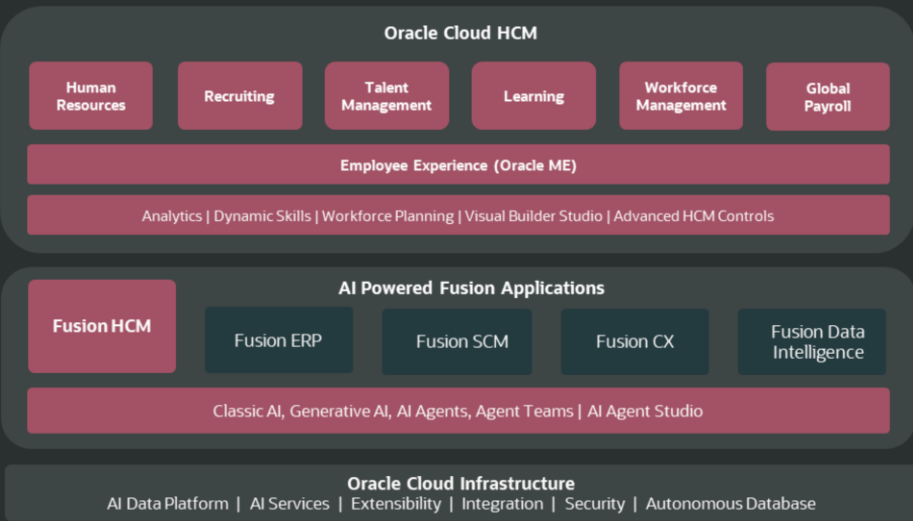 Oracle Cloud HCM
Human
Resources
Recruiting
Talent
Management
Learning
Workforce
Management
Global
Payroll
Employee Experience (Oracle ME)
Analytics | Dynamic Skills | Workforce Planning | Visual Builder Studio | Advanced HCM Controls
AI Powered Fusion Applications
Fusion HCM
Fusion ERP
Fusion SCM
Fusion CX
Fusion Data
Intelligence
Classic AI, Generative AI, AI Agents, Agent Teams | AI Agent Studio
Oracle Cloud Infrastructure
AI Data Platform | AI Services | Extensibility | Integration | Security | Autonomous Database